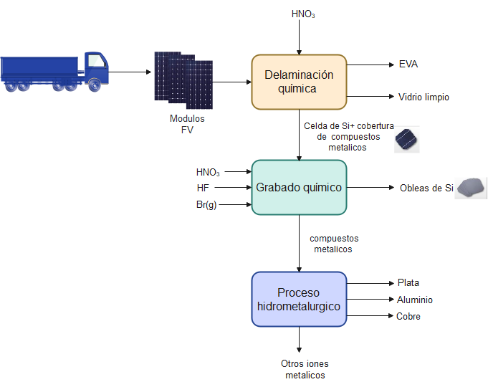 HNO₃
Delaminación
química
EVA
Vidrio limpio
Modulos
FV
Celda de Si+ cobertura
de compuestos
metalicos
HNO₃
HF
Br(g)
Grabado químico
Obleas de Si
compuestos
metalicos
Proceso
hidrometalurgico
Plata
Aluminio
Cobre
Otros iones
metalicos